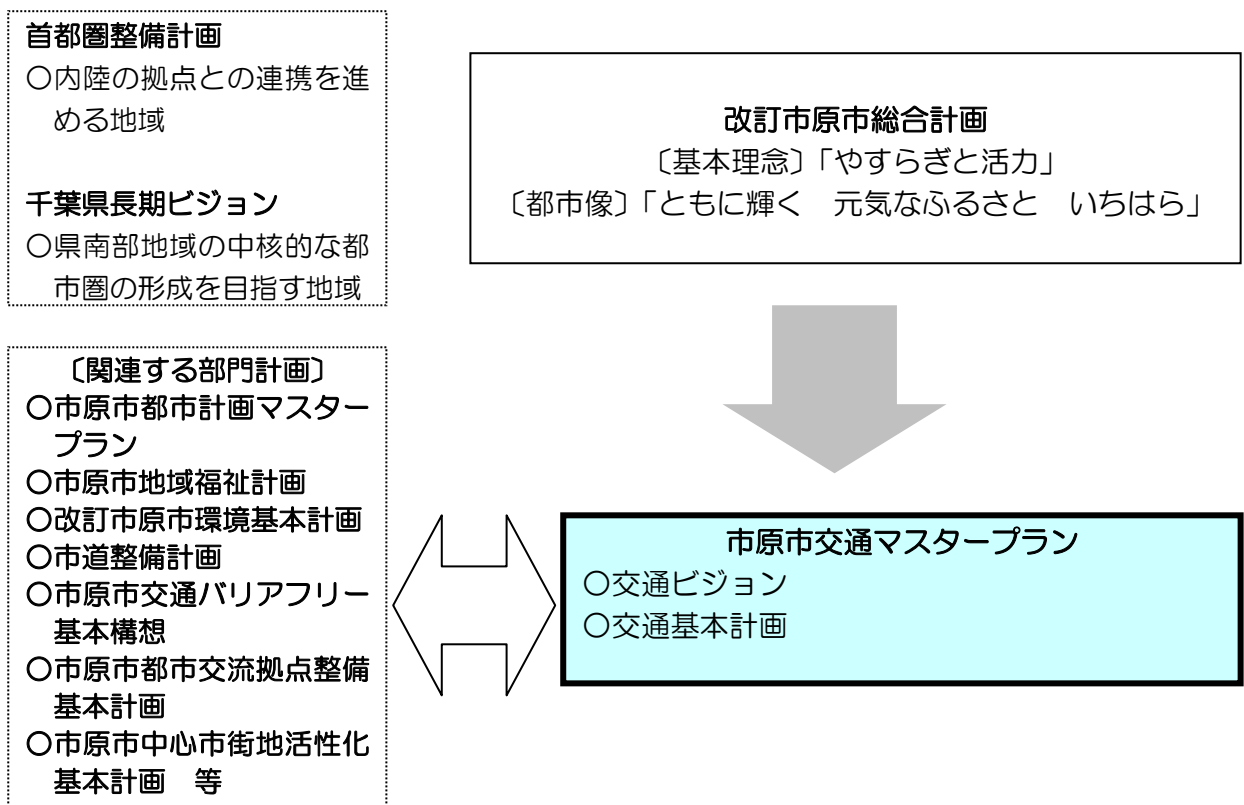 首都圏整備計画
○内陸の拠点との連携を進
める地域
千葉県長期ビジョン
○県南部地域の中核的な都
市圏の形成を目指す地域
改訂市原市総合計画
〔基本理念〕「やすらぎと活力」
〔都市像〕「ともに輝く　元気なふるさと　いちはら」
〔関連する部門計画〕
○市原市都市計画マスター
プラン
○市原市地域福祉計画
○改訂市原市環境基本計画
○市道整備計画
○市原市交通バリアフリー
基本構想
○市原市都市交流拠点整備
基本計画
○市原市中心市街地活性化
基本計画　等
市原市交通マスタープラン
○交通ビジョン
○交通基本計画